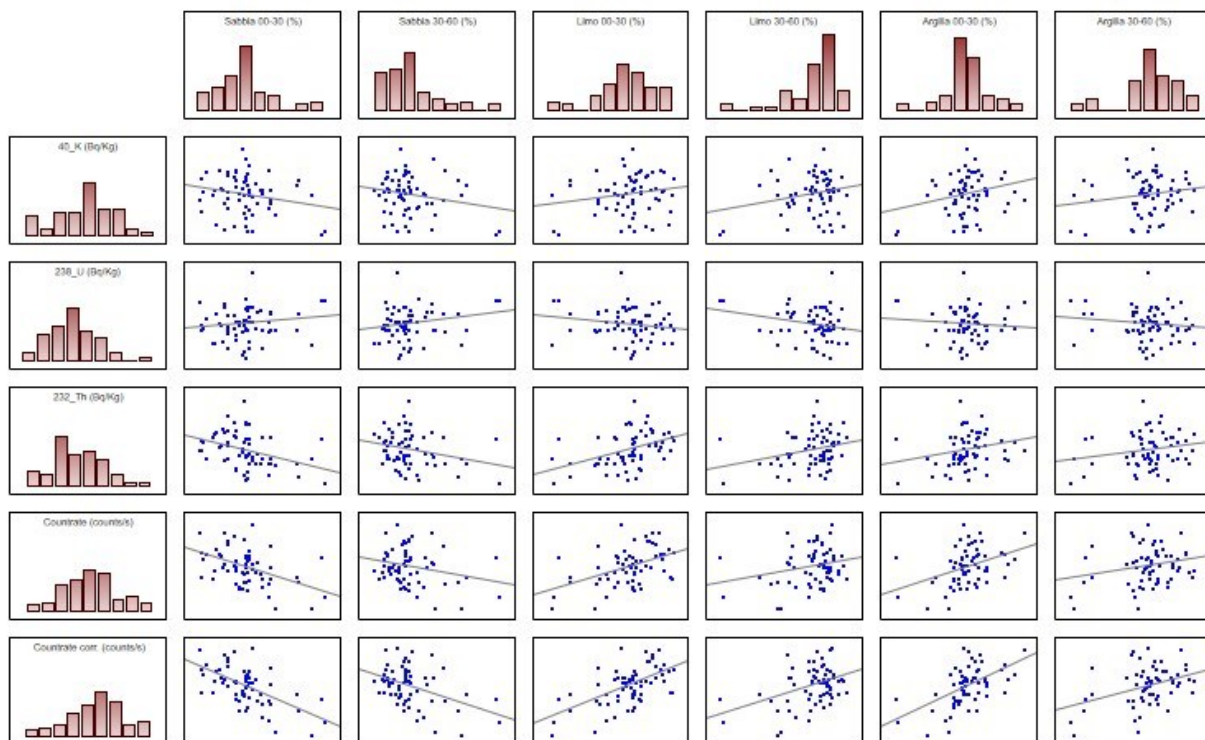 Sabbia 00-30 (%)
Sabbia 30-60 (%)
Limo 00-30 (%)
Limo 30-60 (%)
Argilla 00-30 (%)
Argilla 30-60 (%)
40_K (Bq/Kg)
238_U (Bq/Kg)
232_Th (Bq/Kg)
Countrate (counts/s)
Countrate corr. (counts/s)